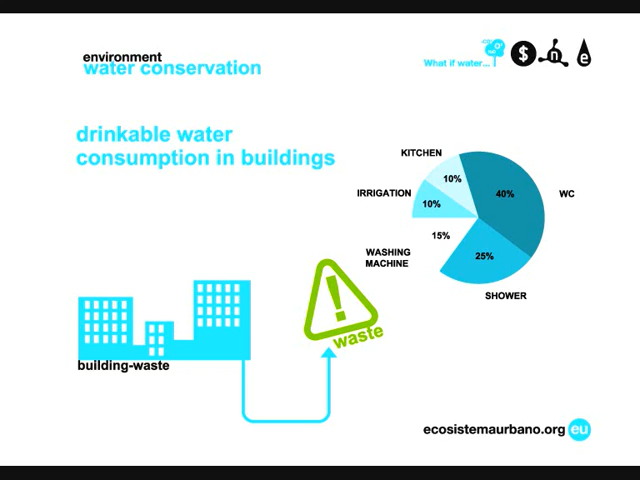 environment
water conservation
What if water...
$
n
e
drinkable water
consumption in buildings
KITCHEN
10%
40%
WC
IRRIGATION
10%
15%
WASHING
MACHINE
25%
SHOWER
!
waste
building-waste
ecosistemaurbano.org eu